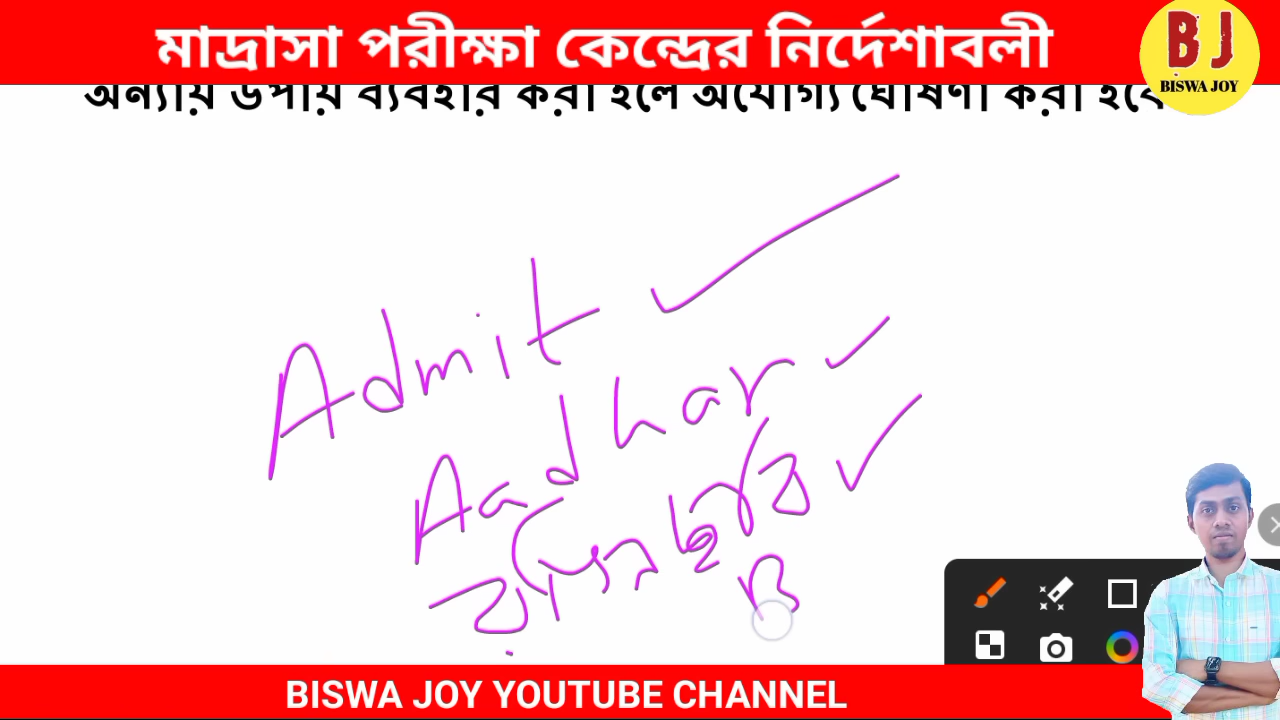 মাদ্রাসা পরীক্ষা কেন্দ্রের নির্দেশাবলী
BJ
BISWA JOY
অন্যায় উপায় ব্যবহার করা হলে অযোগ্য ঘোষণা করা হবে
Admit
Aadhar
রঙিন ছবি
B
BISWA JOY YOUTUBE CHANNEL